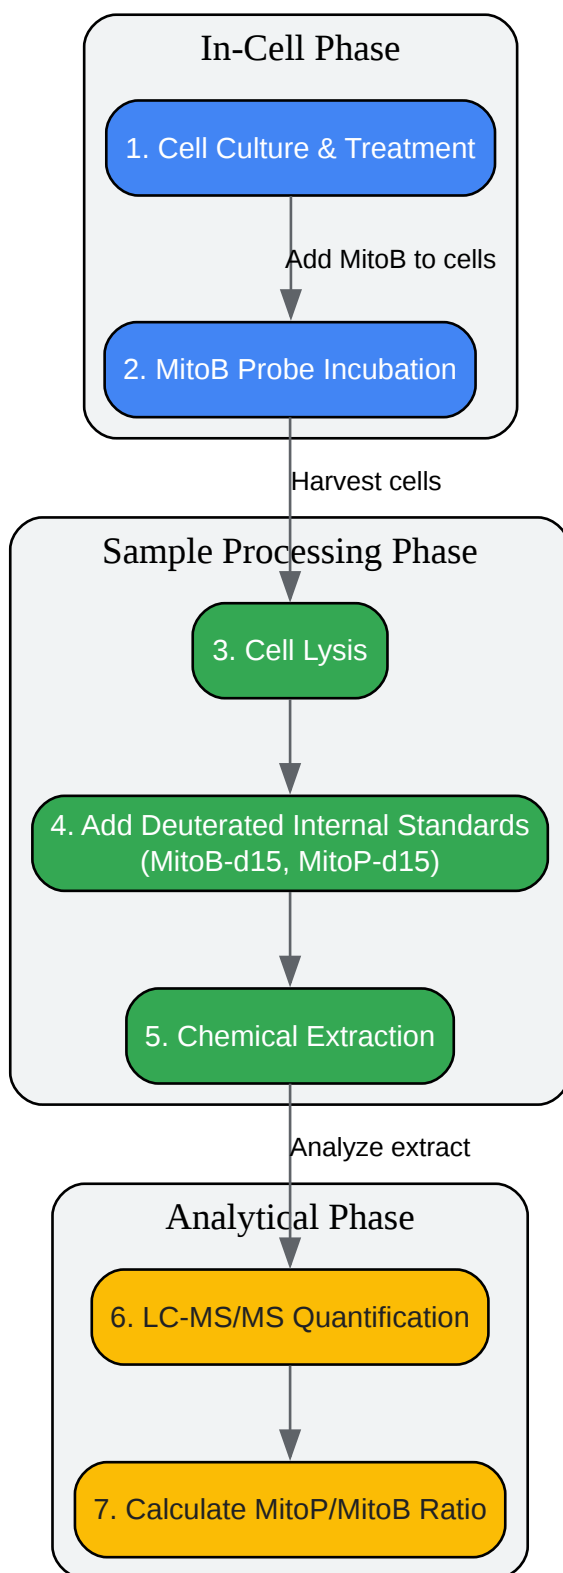 In-Cell Phase
1. Cell Culture & Treatment
Add MitoB to cells
2. MitoB Probe Incubation
Harvest cells
Sample Processing Phase
3. Cell Lysis
4. Add Deuterated Internal Standards
(MitoB-d15, MitoP-d15)
5. Chemical Extraction
Analyze extract
Analytical Phase
6. LC-MS/MS Quantification
7. Calculate MitoP/MitoB Ratio